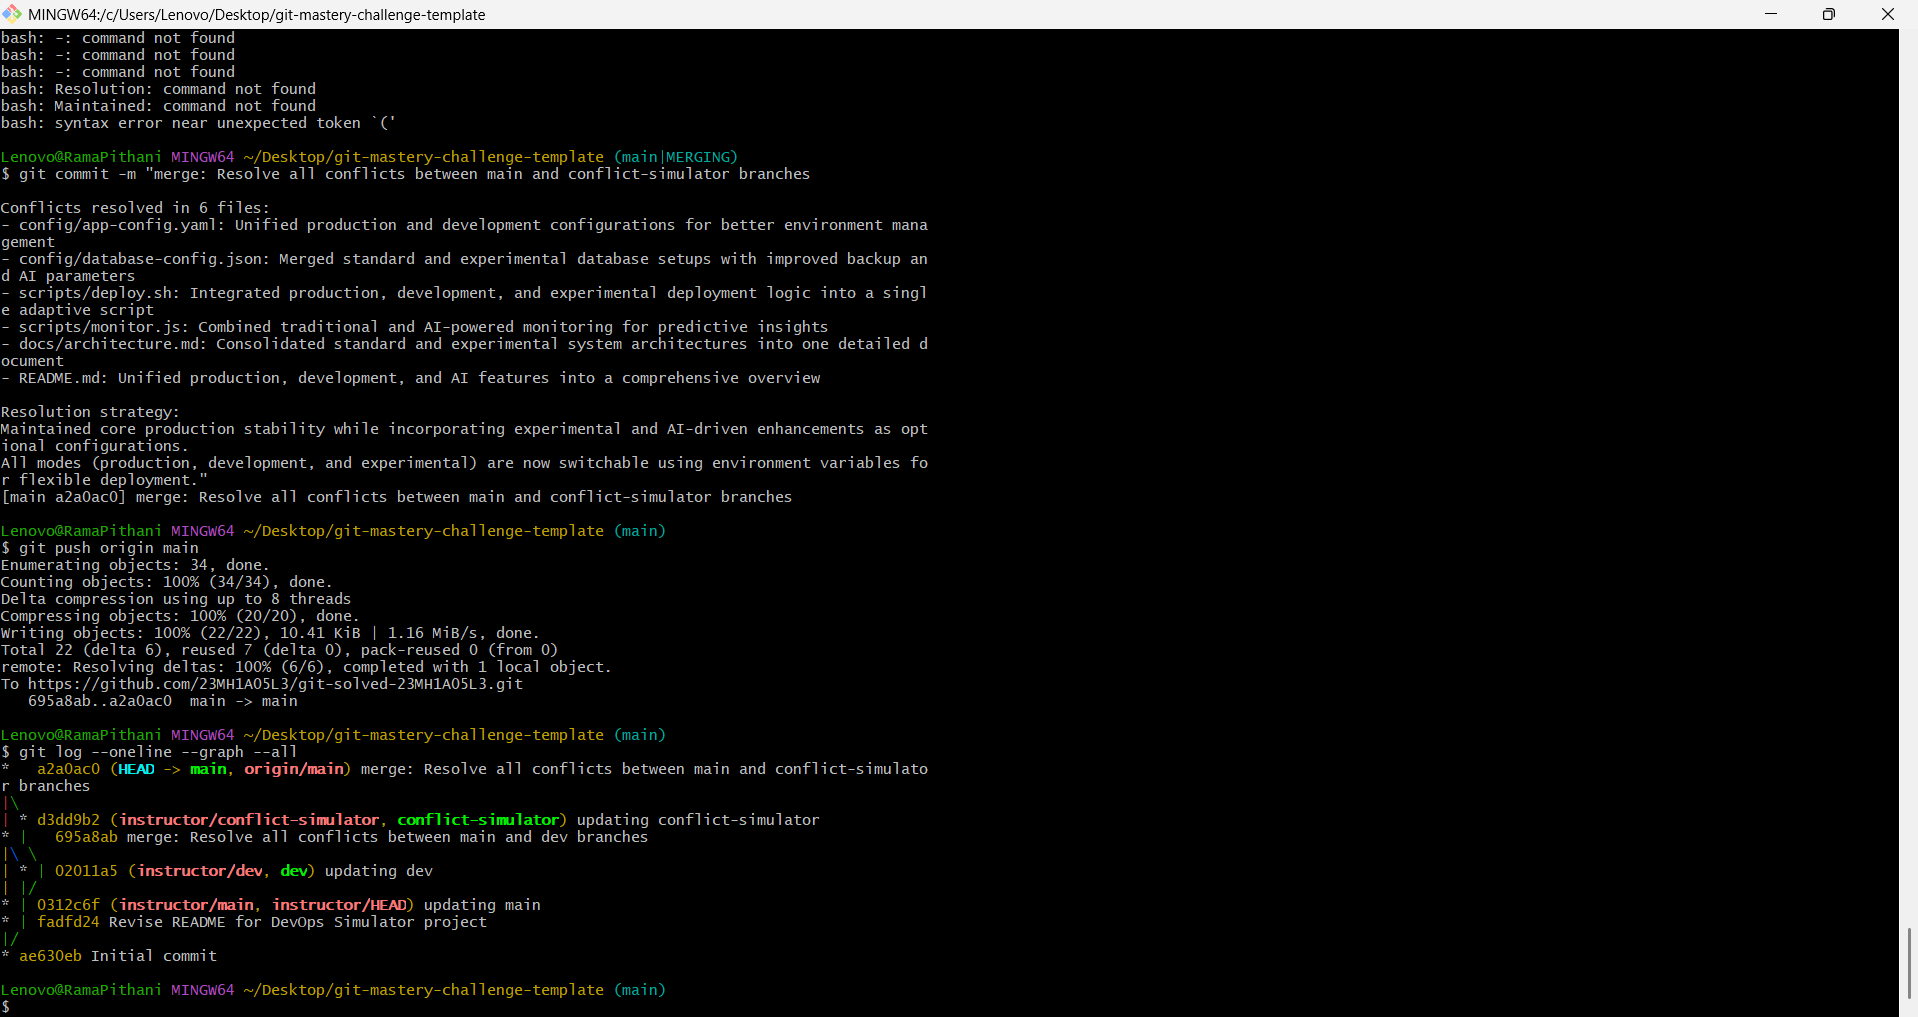 MINGW64:/c/Users/Lenovo/Desktop/git-mastery-challenge-template
bash: -: command not found
bash: -: command not found
bash: -: command not found
bash: Resolution: command not found
bash: Maintained: command not found
bash: syntax error near unexpected token `('
Lenovo@RamaPithani MINGW64 ~/Desktop/git-mastery-challenge-template (main|MERGING)
$ git commit -m "merge: Resolve all conflicts between main and conflict-simulator branches
Conflicts resolved in 6 files:
- config/app-config.yaml: Unified production and development configurations for better environment mana
gement
- config/database-config.json: Merged standard and experimental database setups with improved backup an
d AI parameters
- scripts/deploy.sh: Integrated production, development, and experimental deployment logic into a singl
e adaptive script
- scripts/monitor.js: Combined traditional and AI-powered monitoring for predictive insights
- docs/architecture.md: Consolidated standard and experimental system architectures into one detailed d
ocument
- README.md: Unified production, development, and AI features into a comprehensive overview
Resolution strategy:
Maintained core production stability while incorporating experimental and AI-driven enhancements as opt
ional configurations.
All modes (production, development, and experimental) are now switchable using environment variables fo
r flexible deployment."
[main a2a0ac0] merge: Resolve all conflicts between main and conflict-simulator branches
Lenovo@RamaPithani MINGW64 ~/Desktop/git-mastery-challenge-template (main)
$ git push origin main
Enumerating objects: 34, done.
Counting objects: 100% (34/34), done.
Delta compression using up to 8 threads
Compressing objects: 100% (20/20), done.
Writing objects: 100% (22/22), 10.41 KiB | 1.16 MiB/s, done.
Total 22 (delta 6), reused 7 (delta 0), pack-reused 0 (from 0)
remote: Resolving deltas: 100% (6/6), completed with 1 local object.
To https://github.com/23MH1A05L3/git-solved-23MH1A05L3.git
   695a8ab..a2a0ac0  main -> main
Lenovo@RamaPithani MINGW64 ~/Desktop/git-mastery-challenge-template (main)
$ git log --oneline --graph --all
*   a2a0ac0 (HEAD -> main, origin/main) merge: Resolve all conflicts between main and conflict-simulato
r branches
|\
| * d3dd9b2 (instructor/conflict-simulator, conflict-simulator) updating conflict-simulator
* |   695a8ab merge: Resolve all conflicts between main and dev branches
|\ \
| * | 02011a5 (instructor/dev, dev) updating dev
| |/
* | 0312c6f (instructor/main, instructor/HEAD) updating main
* | fadfd24 Revise README for DevOps Simulator project
|/
* ae630eb Initial commit
Lenovo@RamaPithani MINGW64 ~/Desktop/git-mastery-challenge-template (main)
$